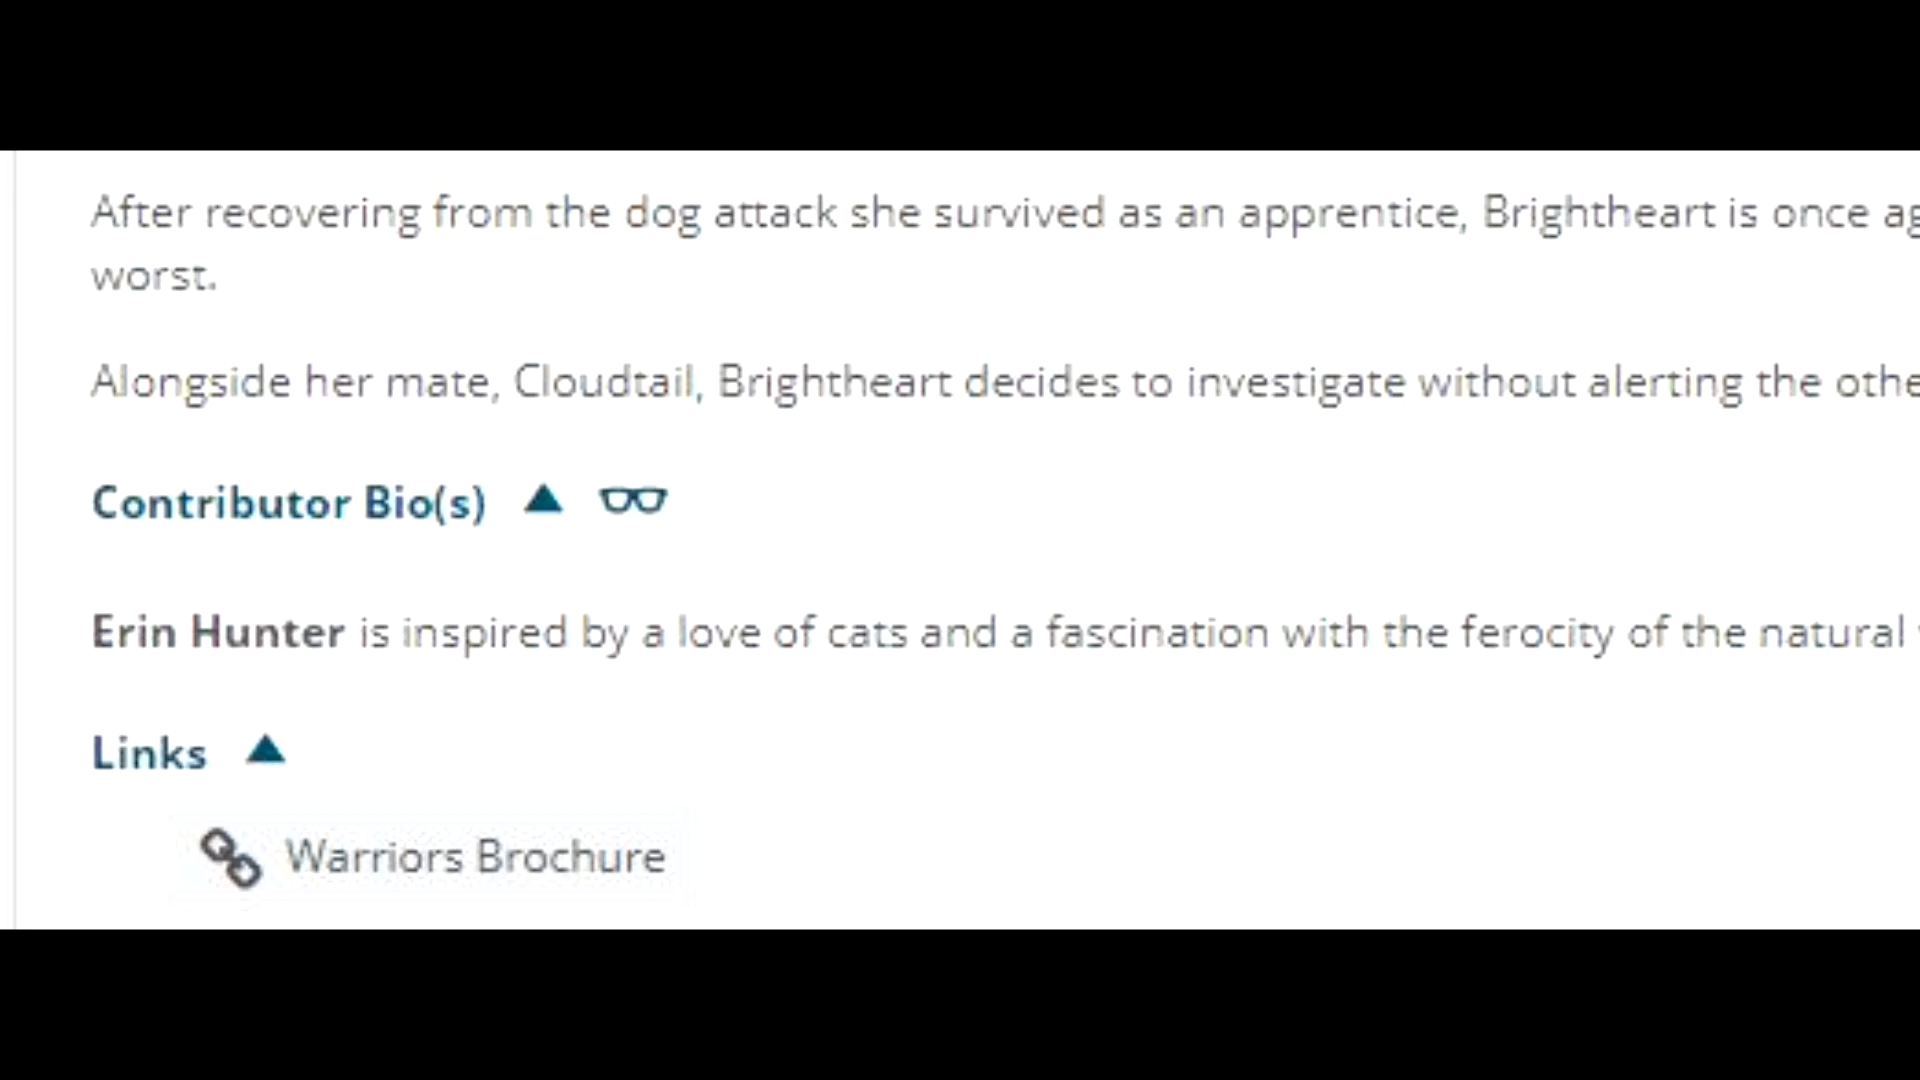 After recovering from the dog attack she survived as an apprentice, Brightheart is once
worst.
Alongside her mate, Cloudtail, Brightheart decides to investigate without alerting the
Contributor Bio(s)
Erin Hunter is inspired by a love of cats and a fascination with the ferocity of the natural
Links
Warriors Brochure